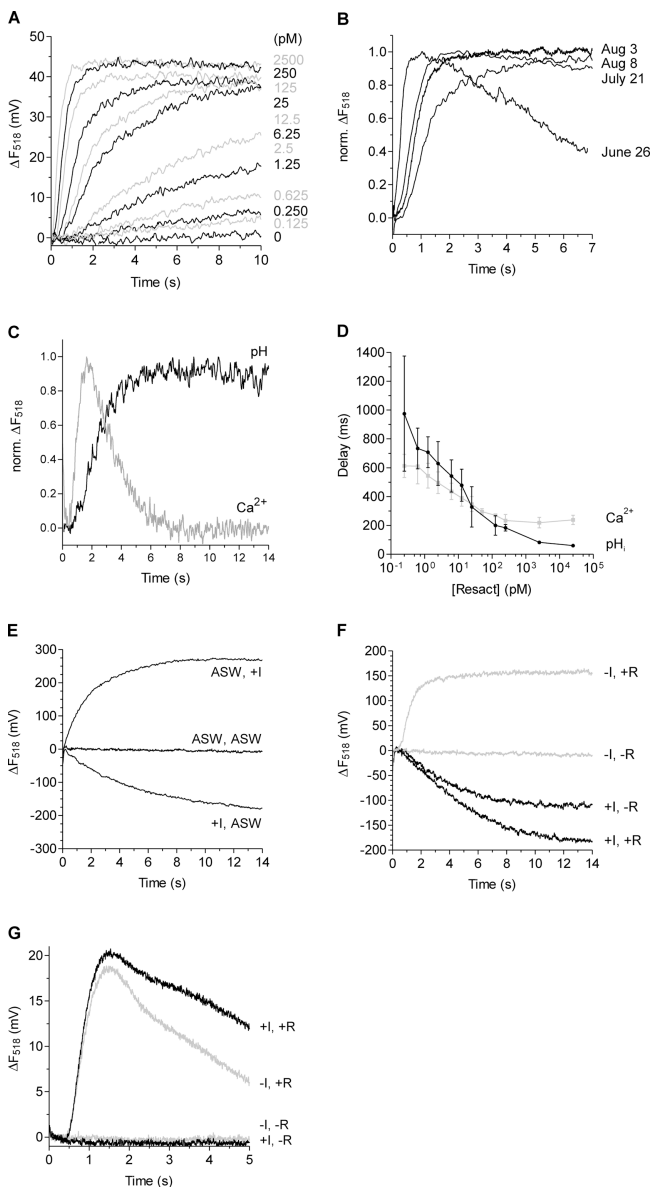 A
(pM)
ΔF518 (mV)
50
40
30
20
10
0
0 2 4 6 8 10
Time (s)
2500
250
125
25
12.5
6.25
2.5
1.25
0.625
0.250
0.125
0
B
norm. ΔF518
1.0
0.8
0.6
0.4
0.2
0.0
0 1 2 3 4 5 6 7
Time (s)
Aug 3
Aug 8
July 21
June 26
C
norm. ΔF518
1.0
0.8
0.6
0.4
0.2
0.0
0 2 4 6 8 10 12 14
Time (s)
pH
Ca2+
D
Delay (ms)
1400
1200
1000
800
600
400
200
0
10-1 100 101 102 103 104 105
[Resact] (pM)
Ca2+
pHi
E
ΔF518 (mV)
300
200
100
0
-100
-200
-300
0 2 4 6 8 10 12 14
Time (s)
ASW, +I
ASW, ASW
+I, ASW
F
ΔF518 (mV)
200
150
100
50
0
-50
-100
-150
-200
0 2 4 6 8 10 12 14
Time (s)
-I, +R
-I, -R
+I, -R
+I, +R
G
ΔF518 (mV)
20
15
10
5
0
0 1 2 3 4 5
Time (s)
+I, +R
-I, +R
-I, -R
+I, -R